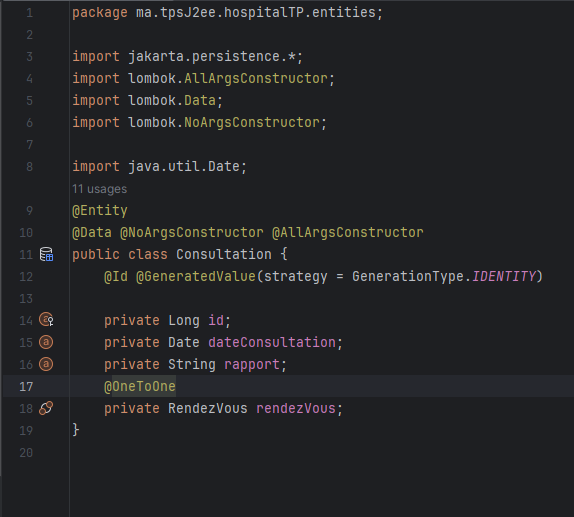 1 package ma.tpsJ2ee.hospitalTP.entities;
2
3 import jakarta.persistence.*;
4 import lombok.AllArgsConstructor;
5 import lombok.Data;
6 import lombok.NoArgsConstructor;
7
8 import java.util.Date;
11 usages
9 @Entity
10 @Data @NoArgsConstructor @AllArgsConstructor
11 public class Consultation {
12 @Id @GeneratedValue(strategy = GenerationType.IDENTITY)
13
14 private Long id;
15 private Date dateConsultation;
16 private String rapport;
17 @OneToOne
18 private RendezVous rendezVous;
19 }
20